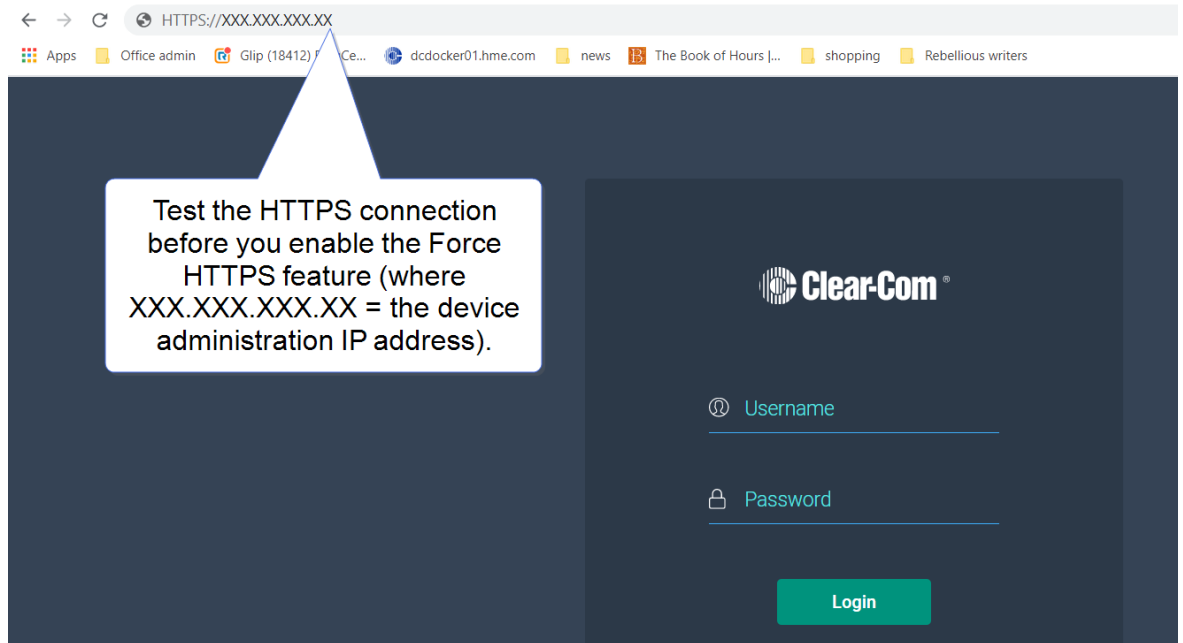 HTTPS://XXX.XXX.XXX.XX
Apps Office admin Glip (18412) ... dcdocker01.hme.com news The Book of Hours |... shopping Rebellious writers
Test the HTTPS connection
before you enable the Force
HTTPS feature (where
XXX.XXX.XXX.XX = the device
administration IP address).
Clear-Com ®
Username
Password
Login